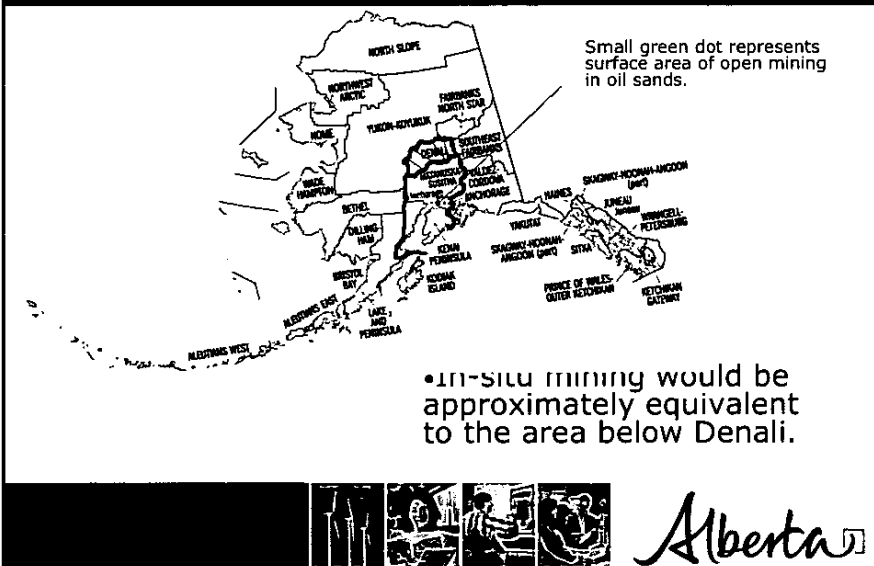 NORTH SLOPE
Small green dot represents
surface area of open mining
in oil sands.
NORTHWEST
ARCTIC
FAIRBANKS
NORTH STAR
NOME
YUKON-KOYUKUK
DENALI
SOUTHEAST
FAIRBANKS
MATANUSKA-
SUSITNA
VALDEZ-
CORDOVA
Anchorage
ANCHORAGE
WADE
HAMPTON
BETHEL
DILLING-
HAM
HAINES
SKAGWAY-HOONAH-ANGOON
(part)
JUNEAU
Juneau
WRANGELL-
PETERSBURG
YAKUTAT
SKAGWAY-HOONAH-
ANGOON (part)
SITKA
KENAI
PENINSULA
BRISTOL
BAY
KODIAK
ISLAND
PRINCE OF WALES-
OUTER KETCHIKAN
KETCHIKAN
GATEWAY
LAKE
AND
PENINSULA
ALEUTIANS EAST
ALEUTIANS WEST
•In-situ mining would be
approximately equivalent
to the area below Denali.
Alberta